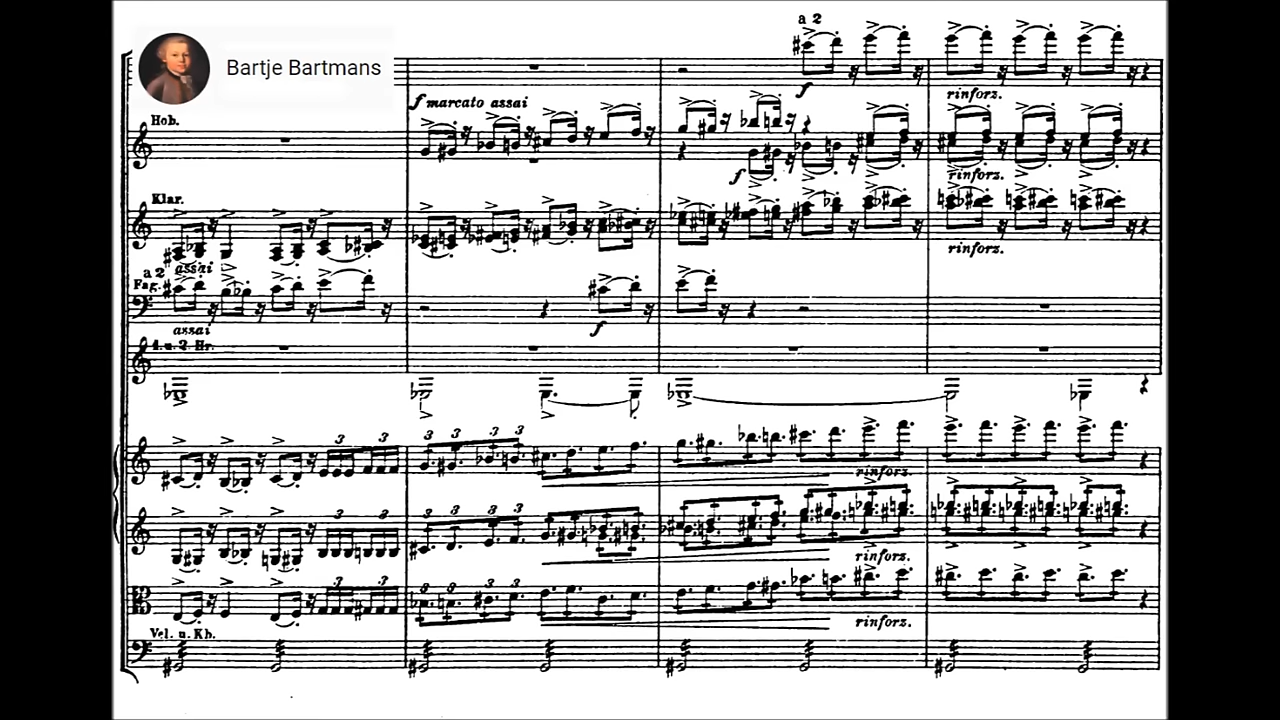 a 2
Bartje Bartmans
rinforz.
f
f marcato assai
Hob.
f
rinforz.
Klar.
rinforz.
assai
a 2
Fag.
f
assai
1. u. 2. Hr.
3 3
3 3 3 3
rinforz.
3 3
3 3 3 3
rinforz.
3 3
3 3 3 3
rinforz.
Vcl. u. Kb.